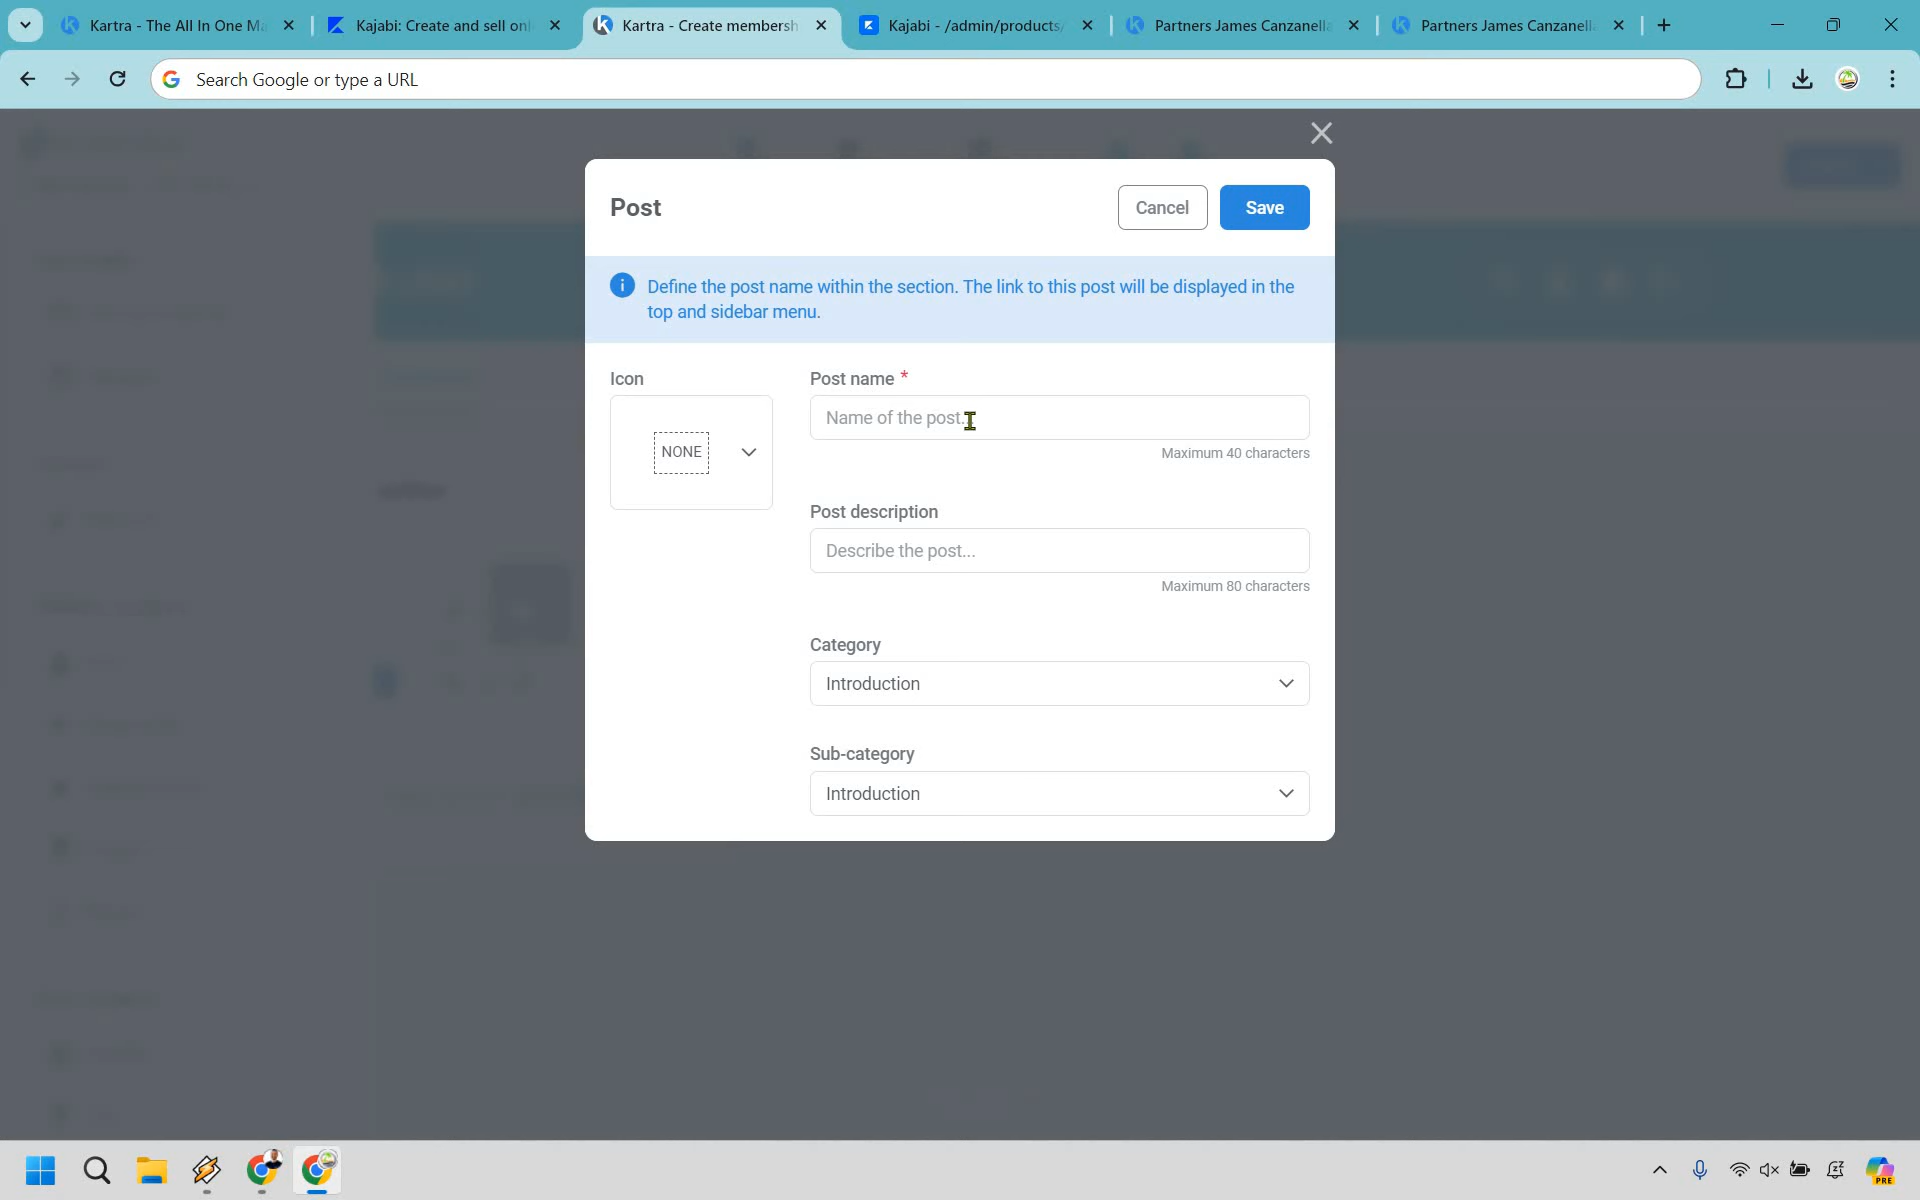 Kartra - The All In One Ma
Kajabi: Create and sell onl
Kartra - Create membersh
Kajabi - /admin/products/
Partners James Canzanella
Partners James Canzanella
Search Google or type a URL
Post
Cancel
Save
Define the post name within the section. The link to this post will be displayed in the
top and sidebar menu.
Icon
NONE
Post name *
Name of the post..
Maximum 40 characters
Post description
Describe the post...
Maximum 80 characters
Category
Introduction
Sub-category
Introduction
PRE